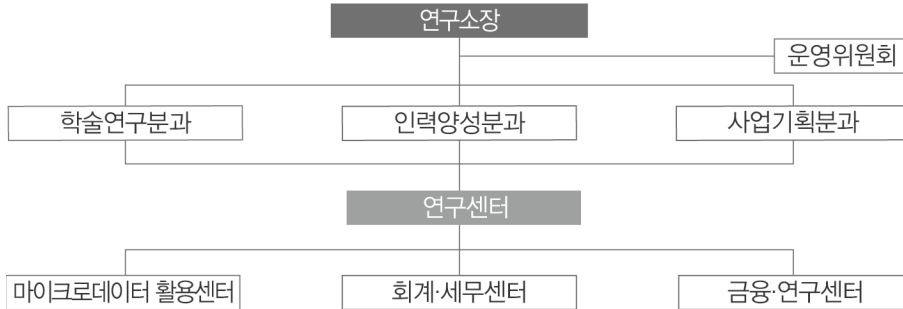 연구소장
운영위원회
학술연구분과 인력양성분과 사업기획분과
연구센터
마이크로데이터 활용센터 회계·세무센터 금융·연구센터